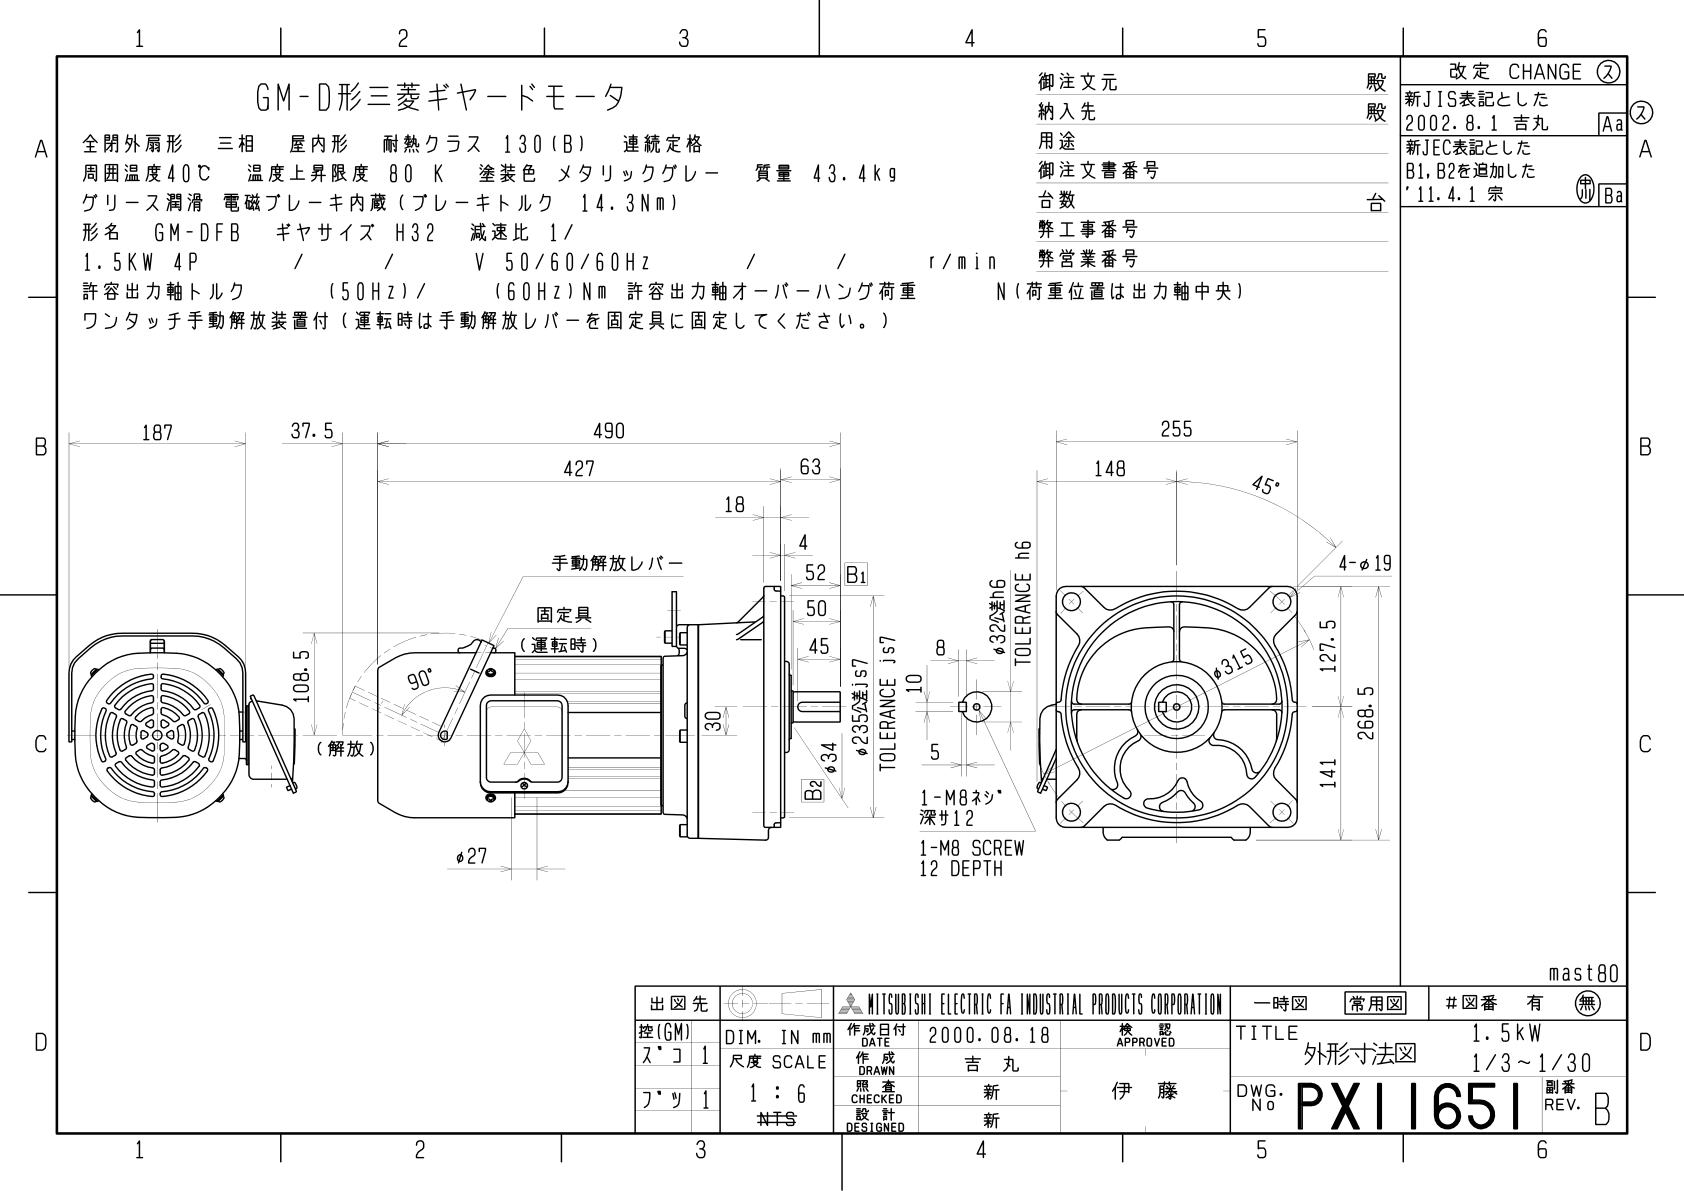 1 2 3 4 5 6
GM-D形三菱ギヤードモータ
全閉外扇形 三相 屋内形 耐熱クラス 130(B) 連続定格
周囲温度40℃ 温度上昇限度 80 K 塗装色 メタリックグレー 質量 43.4kg
グリース潤滑 電磁ブレーキ内蔵(ブレーキトルク 14.3Nm)
形名 GM-DFB ギヤサイズ H32 減速比 1/
1.5KW 4P / / V 50/60/60Hz / / r/min
許容出力軸トルク (50Hz)/ (60Hz)Nm 許容出力軸オーバーハング荷重 N(荷重位置は出力軸中央)
ワンタッチ手動解放装置付(運転時は手動解放レバーを固定具に固定してください。)
御注文元 殿
納入先 殿
用途
御注文書番号
台数 台
弊工事番号
弊営業番号
改定 CHANGE ス
新JIS表記とした
2002.8.1 吉丸 Aa
ス
新JEC表記とした
B1,B2を追加した
'11.4.1 宗 Ba
A A
B B
C C
D D
187
37.5
490
427
63
18
4
52 B1
50
45
手動解放レバー
固定具
(運転時)
90°
108.5
(解放)
30
φ27
φ34
B2
φ235公差js7
TOLERANCE js7
8
10
5
φ32公差h6
TOLERANCE h6
1-M8ネジ
深サ12
1-M8 SCREW
12 DEPTH
255
148
45°
4-φ19
φ315
127.5
268.5
141
mast80
出図先
控(GM)
ズコ 1
ブツ 1
DIM. IN mm
尺度 SCALE
1 : 6
NTS
MITSUBISHI ELECTRIC FA INDUSTRIAL PRODUCTS CORPORATION
作成日付 DATE 2000.08.18
作成 DRAWN 吉丸
照査 CHECKED 新
設計 DESIGNED 新
検認 APPROVED
伊藤
一時図 常用図 #図番 有 無
TITLE
外形寸法図
1.5kW
1/3~1/30
DWG. No PX11651
副番 REV. B
1 2 3 4 5 6